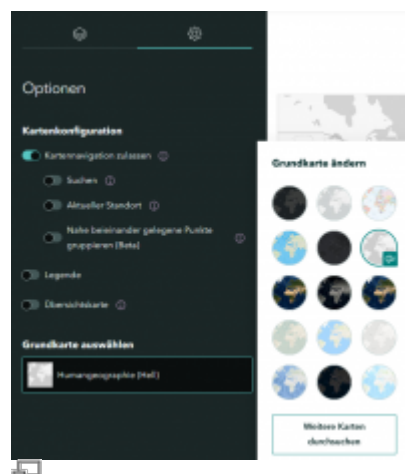 Optionen
Kartenkonfiguration
Kartennavigation zulassen
Suchen
Aktueller Standort
Nahe beieinander gelegene Punkte
gruppieren (Beta)
Legende
Übersichtskarte
Grundkarte auswählen
Humangeographie (Hell)
Grundkarte ändern
Weitere Karten
durchsuchen